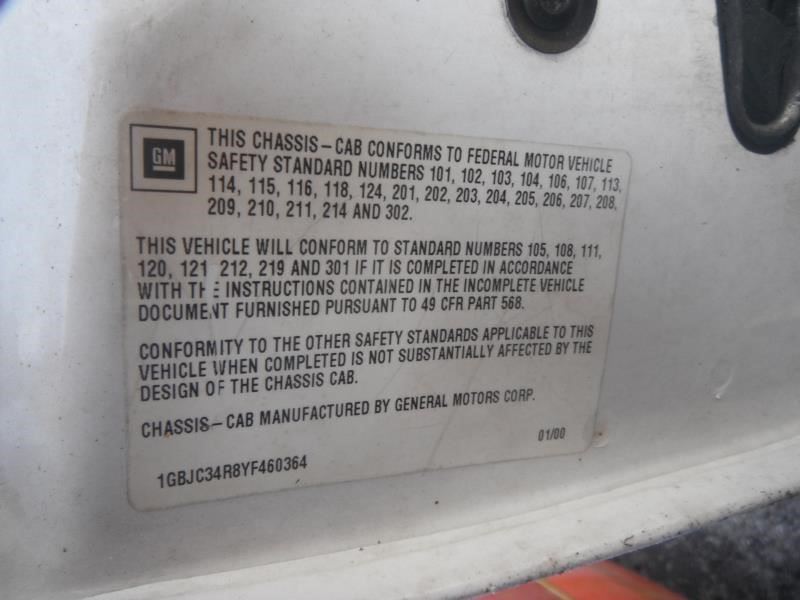 GM
THIS CHASSIS-CAB CONFORMS TO FEDERAL MOTOR VEHICLE
SAFETY STANDARD NUMBERS 101, 102, 103, 104, 106, 107, 113,
114, 115, 116, 118, 124, 201, 202, 203, 204, 205, 206, 207, 208,
209, 210, 211, 214 AND 302.
THIS VEHICLE WILL CONFORM TO STANDARD NUMBERS 105, 108, 111,
120, 121, 212, 219 AND 301 IF IT IS COMPLETED IN ACCORDANCE
WITH THE INSTRUCTIONS CONTAINED IN THE INCOMPLETE VEHICLE
DOCUMENT FURNISHED PURSUANT TO 49 CFR PART 568.
CONFORMITY TO THE OTHER SAFETY STANDARDS APPLICABLE TO THIS
VEHICLE WHEN COMPLETED IS NOT SUBSTANTIALLY AFFECTED BY THE
DESIGN OF THE CHASSIS CAB.
CHASSIS-CAB MANUFACTURED BY GENERAL MOTORS CORP.
01/00
1GBJC34R8YF460364